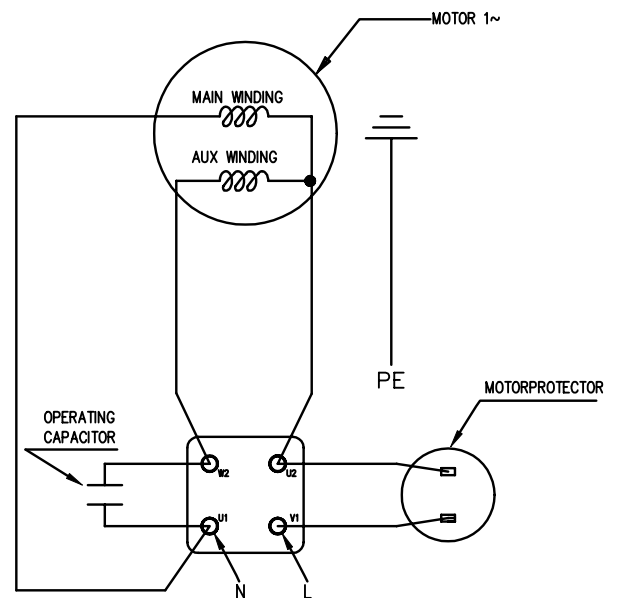 MOTOR 1~
MAIN WINDING
AUX WINDING
PE
MOTORPROTECTOR
OPERATING
CAPACITOR
W2
U2
U1
V1
N
L